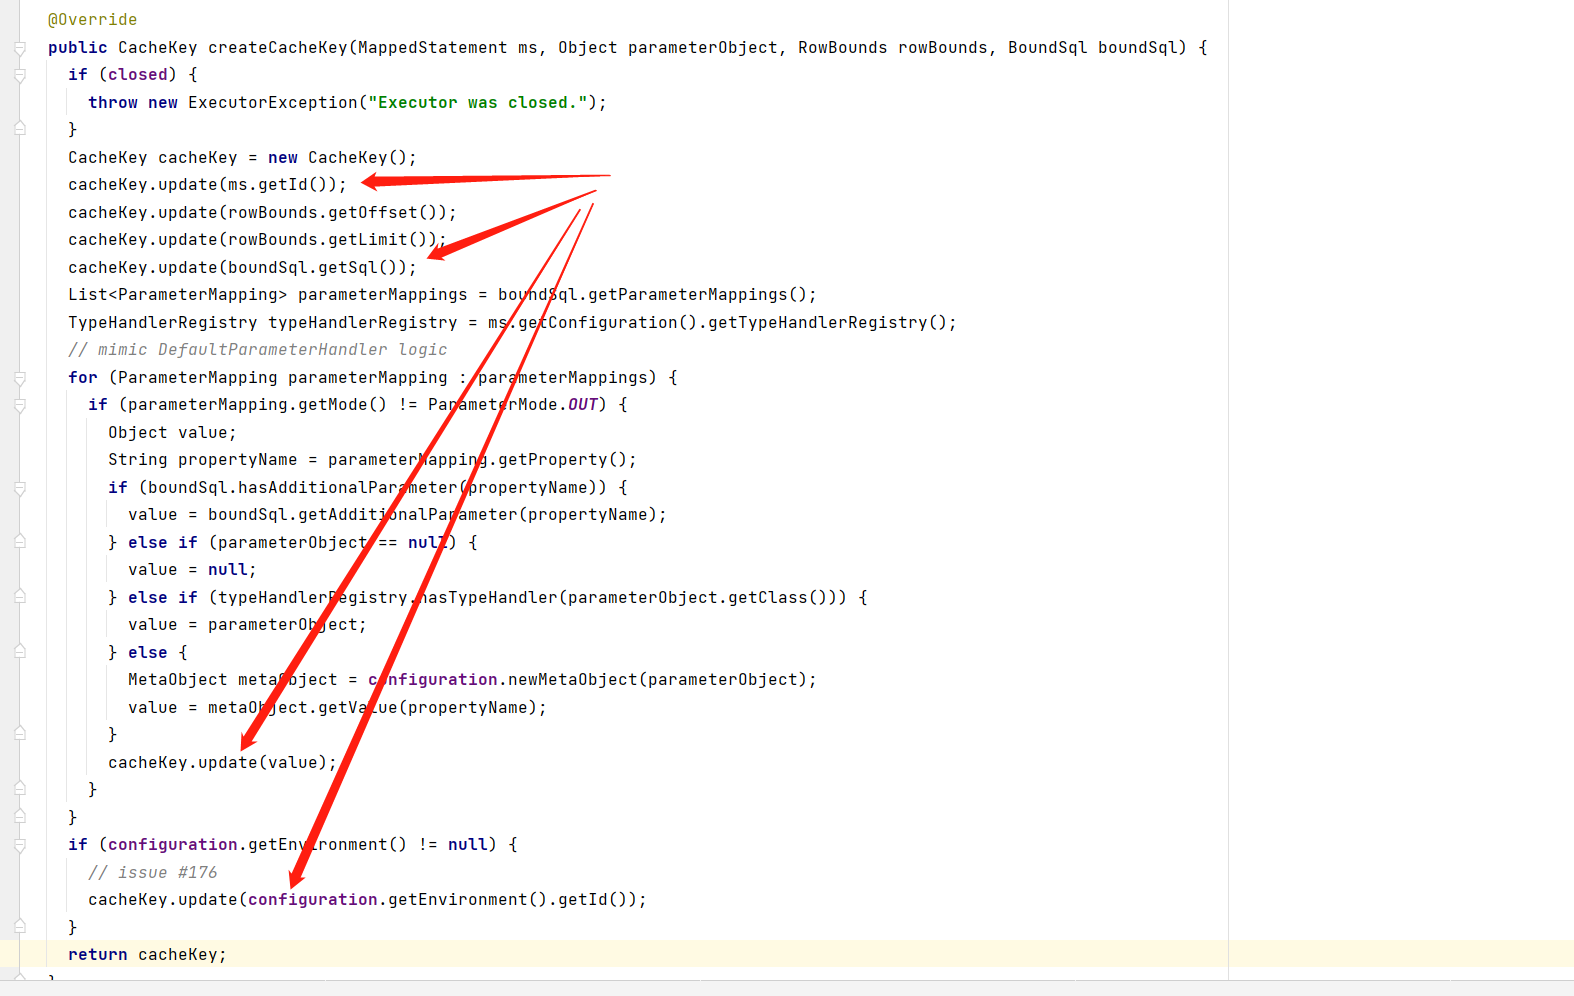 @Override
public CacheKey createCacheKey(MappedStatement ms, Object parameterObject, RowBounds rowBounds, BoundSql boundSql) {
if (closed) {
throw new ExecutorException("Executor was closed.");
}
CacheKey cacheKey = new CacheKey();
cacheKey.update(ms.getId());
cacheKey.update(rowBounds.getOffset());
cacheKey.update(rowBounds.getLimit());
cacheKey.update(boundSql.getSql());
List<ParameterMapping> parameterMappings = boundSql.getParameterMappings();
TypeHandlerRegistry typeHandlerRegistry = ms.getConfiguration().getTypeHandlerRegistry();
// mimic DefaultParameterHandler logic
for (ParameterMapping parameterMapping : parameterMappings) {
if (parameterMapping.getMode() != ParameterMode.OUT) {
Object value;
String propertyName = parameterMapping.getProperty();
if (boundSql.hasAdditionalParameter(propertyName)) {
value = boundSql.getAdditionalParameter(propertyName);
} else if (parameterObject == null) {
value = null;
} else if (typeHandlerRegistry.hasTypeHandler(parameterObject.getClass())) {
value = parameterObject;
} else {
MetaObject metaObject = configuration.newMetaObject(parameterObject);
value = metaObject.getValue(propertyName);
}
cacheKey.update(value);
}
}
if (configuration.getEnvironment() != null) {
// issue #176
cacheKey.update(configuration.getEnvironment().getId());
}
return cacheKey;
}